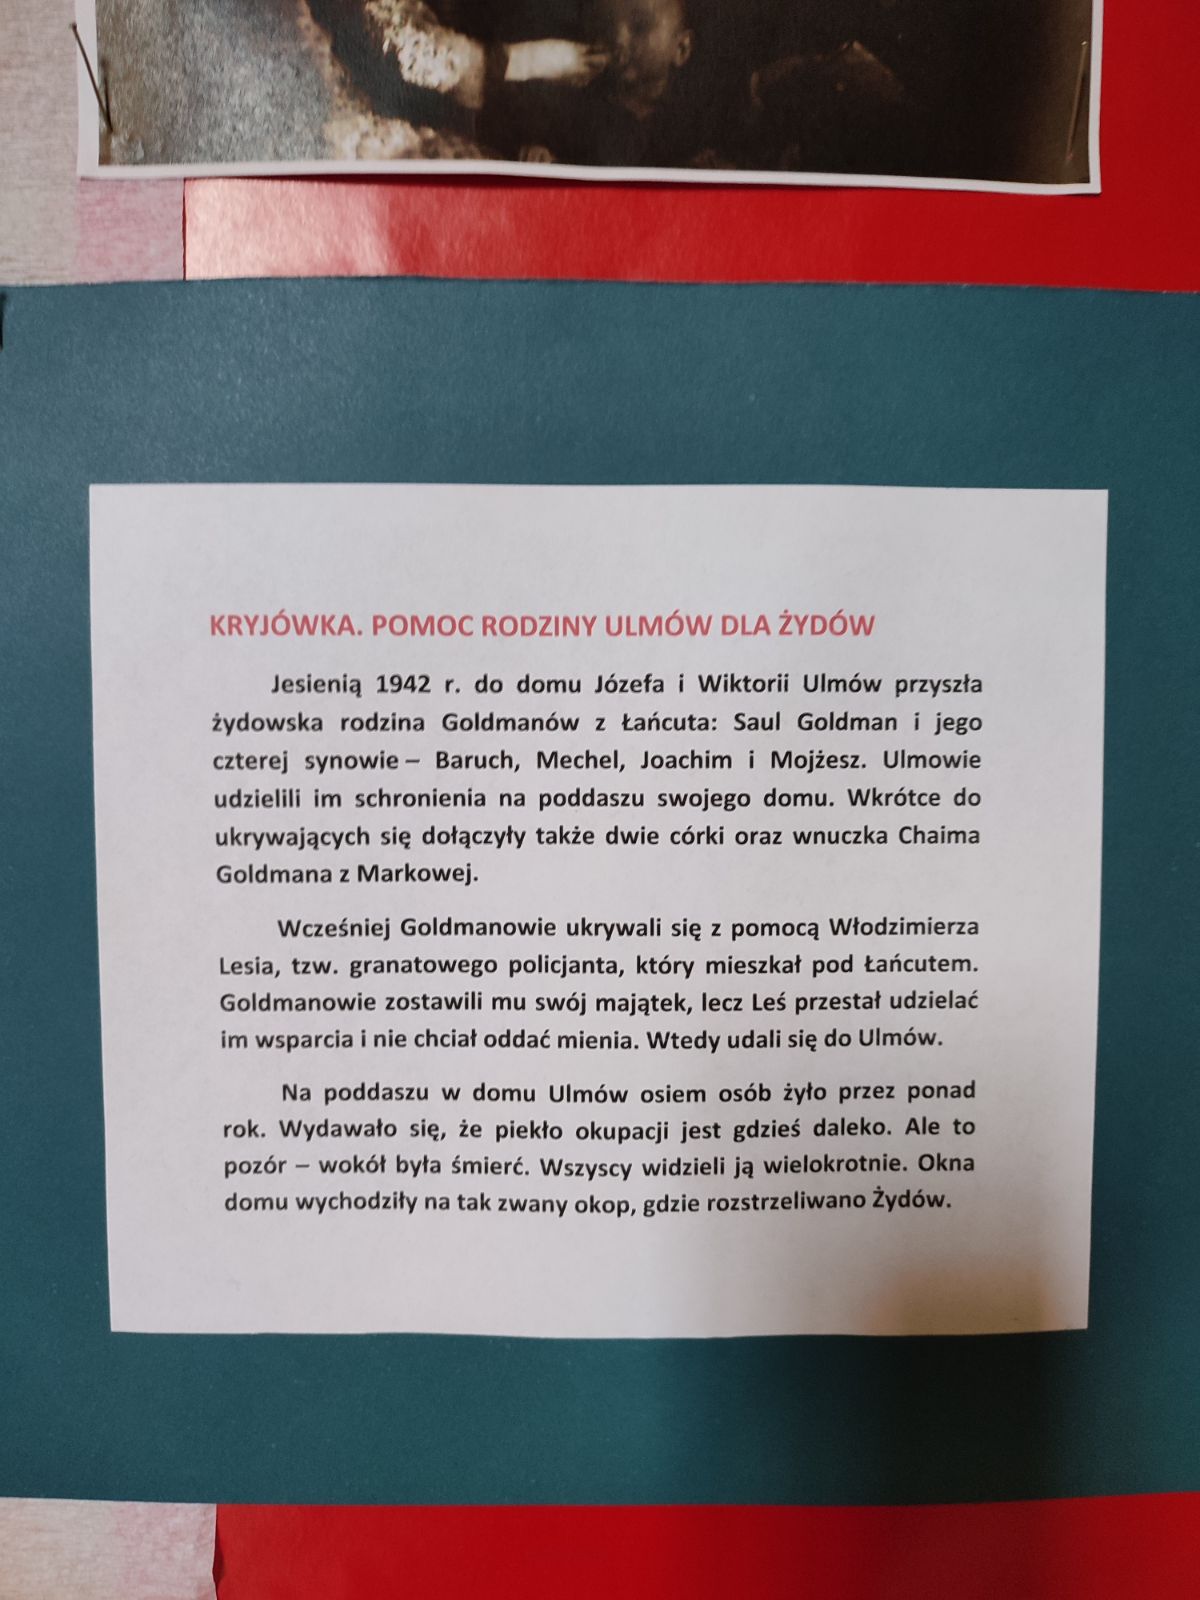 KRYJÓWKA. POMOC RODZINY ULMÓW DLA ŻYDÓW
Jesienią 1942 r. do domu Józefa i Wiktorii Ulmów przyszła
żydowska rodzina Goldmanów z Łańcuta: Saul Goldman i jego
czterej synowie – Baruch, Mechel, Joachim i Mojżesz. Ulmowie
udzielili im schronienia na poddaszu swojego domu. Wkrótce do
ukrywających się dołączyły także dwie córki oraz wnuczka Chaima
Goldmana z Markowej.
Wcześniej Goldmanowie ukrywali się z pomocą Włodzimierza
Lesia, tzw. granatowego policjanta, który mieszkał pod Łańcutem.
Goldmanowie zostawili mu swój majątek, lecz Leś przestał udzielać
im wsparcia i nie chciał oddać mienia. Wtedy udali się do Ulmów.
Na poddaszu w domu Ulmów osiem osób żyło przez ponad
rok. Wydawało się, że piekło okupacji jest gdzieś daleko. Ale to
pozór – wokół była śmierć. Wszyscy widzieli ją wielokrotnie. Okna
domu wychodziły na tak zwany okop, gdzie rozstrzeliwano Żydów.